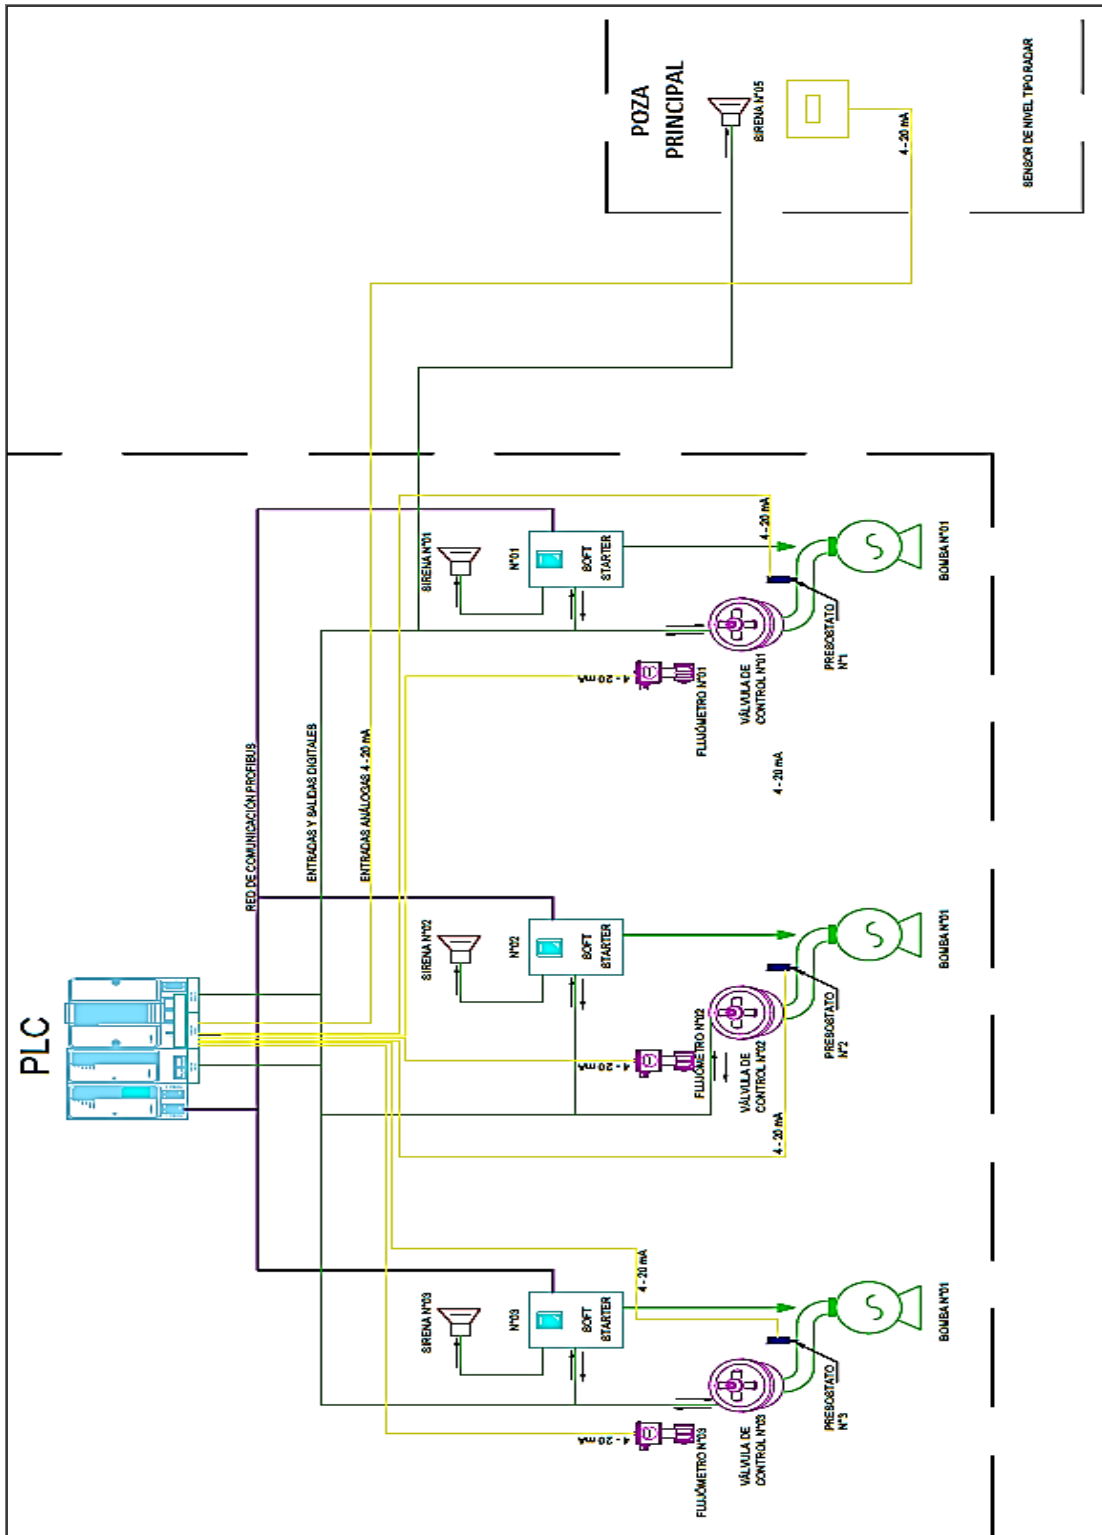 PLC
RED DE COMUNICACIÓN PROFIBUS
ENTRADAS Y SALIDAS DIGITALES
ENTRADAS ANÁLOGAS 4 - 20 mA
POZA
PRINCIPAL
SIRENA N°05
4 - 20 mA
SENSOR DE NIVEL TIPO RADAR
SIRENA N°03
N°03
SOFT
STARTER
4 - 20 mA
4 - 20 mA
FLUJÓMETRO N°03
VÁLVULA DE
CONTROL N°03
PRESOSTATO
N°3
BOMBA N°01
SIRENA N°02
N°02
SOFT
STARTER
4 - 20 mA
FLUJÓMETRO N°02
VÁLVULA DE
CONTROL N°02
4 - 20 mA
PRESOSTATO
N°2
BOMBA N°01
SIRENA N°01
N°01
SOFT
STARTER
4 - 20 mA
4 - 20 mA
FLUJÓMETRO N°01
VÁLVULA DE
CONTROL N°01
4 - 20 mA
PRESOSTATO
N°1
BOMBA N°01